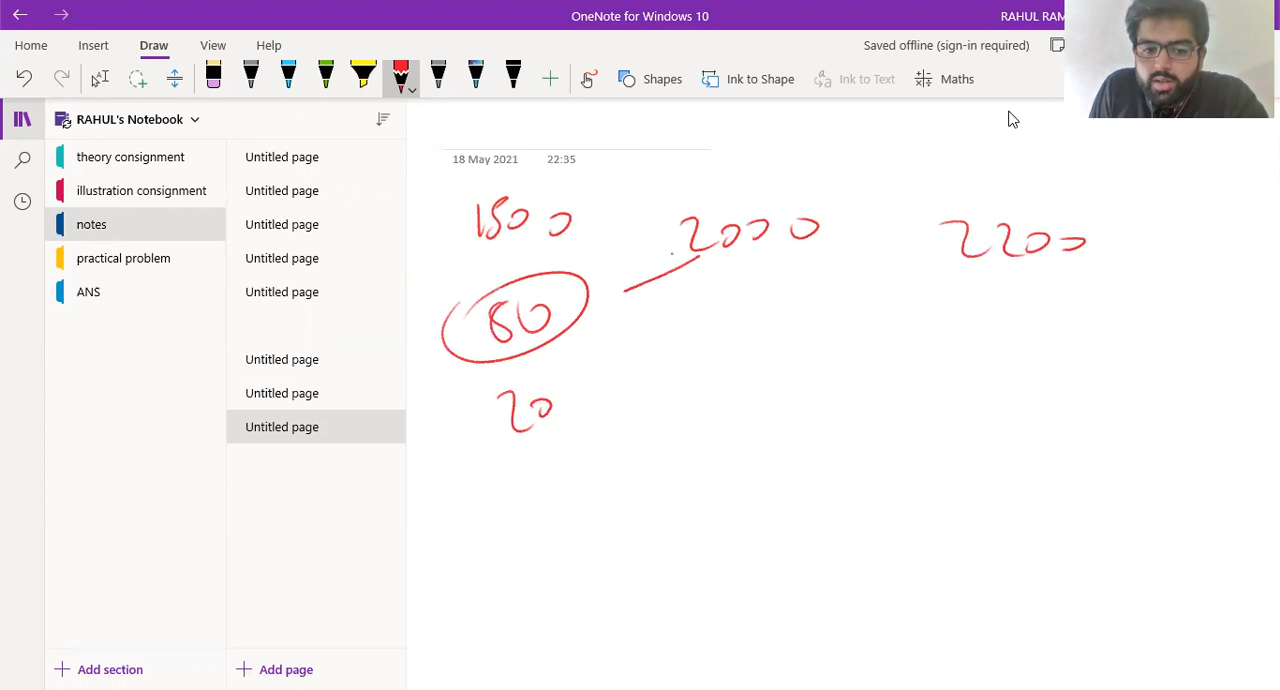 OneNote for Windows 10
RAHUL RAM
Home Insert Draw View Help
Saved offline (sign-in required)
Shapes Ink to Shape Ink to Text Maths
RAHUL's Notebook
theory consignment
illustration consignment
notes
practical problem
ANS
Add section
Untitled page
Untitled page
Untitled page
Untitled page
Untitled page
Untitled page
Untitled page
Untitled page
Add page
18 May 2021 22:35
1500 2000 2200
80
20